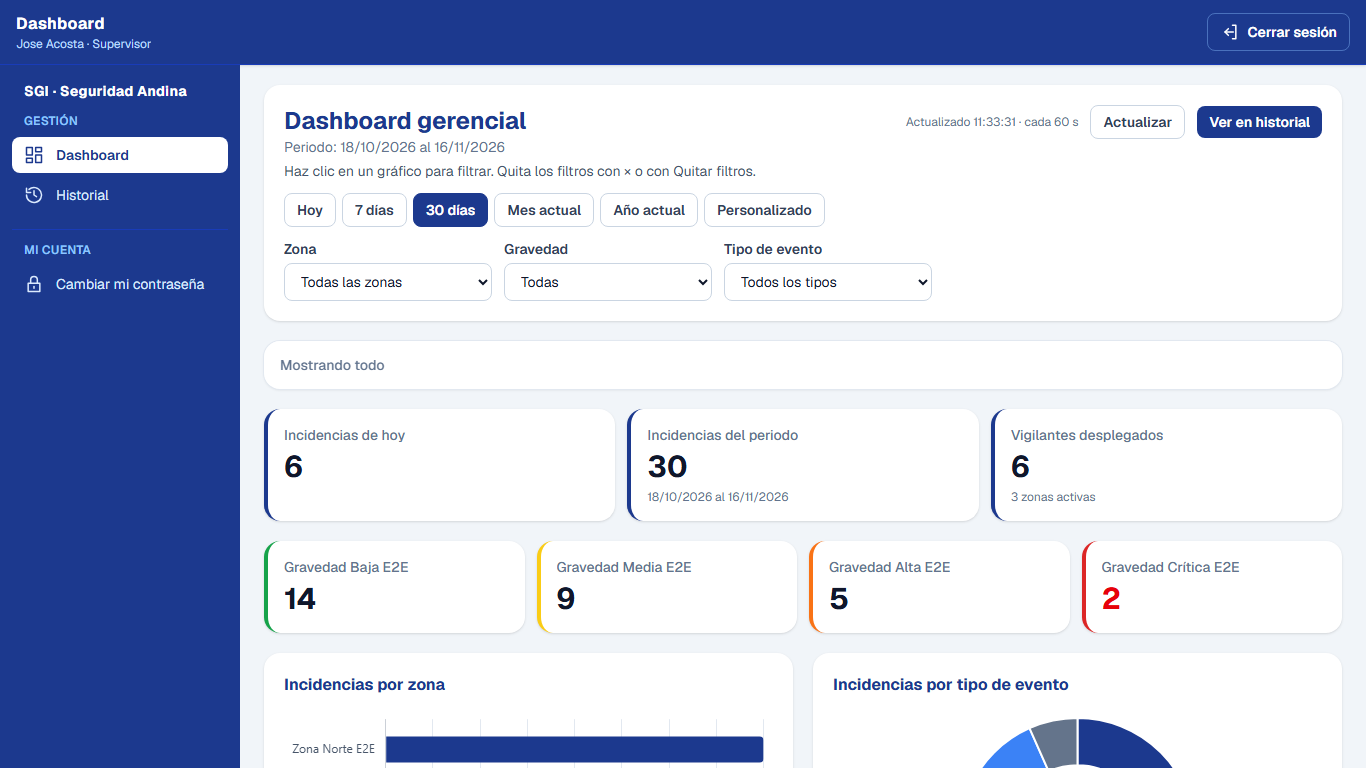 Dashboard
Jose Acosta · Supervisor
Cerrar sesión
SGI · Seguridad Andina
GESTIÓN
Dashboard
Historial
MI CUENTA
Cambiar mi contraseña
Dashboard gerencial
Actualizado 11:33:31 · cada 60 s
Actualizar
Ver en historial
Periodo: 18/10/2026 al 16/11/2026
Haz clic en un gráfico para filtrar. Quita los filtros con × o con Quitar filtros.
Hoy
7 días
30 días
Mes actual
Año actual
Personalizado
Zona
Gravedad
Tipo de evento
Todas las zonas
Todas
Todos los tipos
Mostrando todo
Incidencias de hoy
6
Incidencias del periodo
30
18/10/2026 al 16/11/2026
Vigilantes desplegados
6
3 zonas activas
Gravedad Baja E2E
14
Gravedad Media E2E
9
Gravedad Alta E2E
5
Gravedad Crítica E2E
2
Incidencias por zona
Zona Norte E2E
Incidencias por tipo de evento